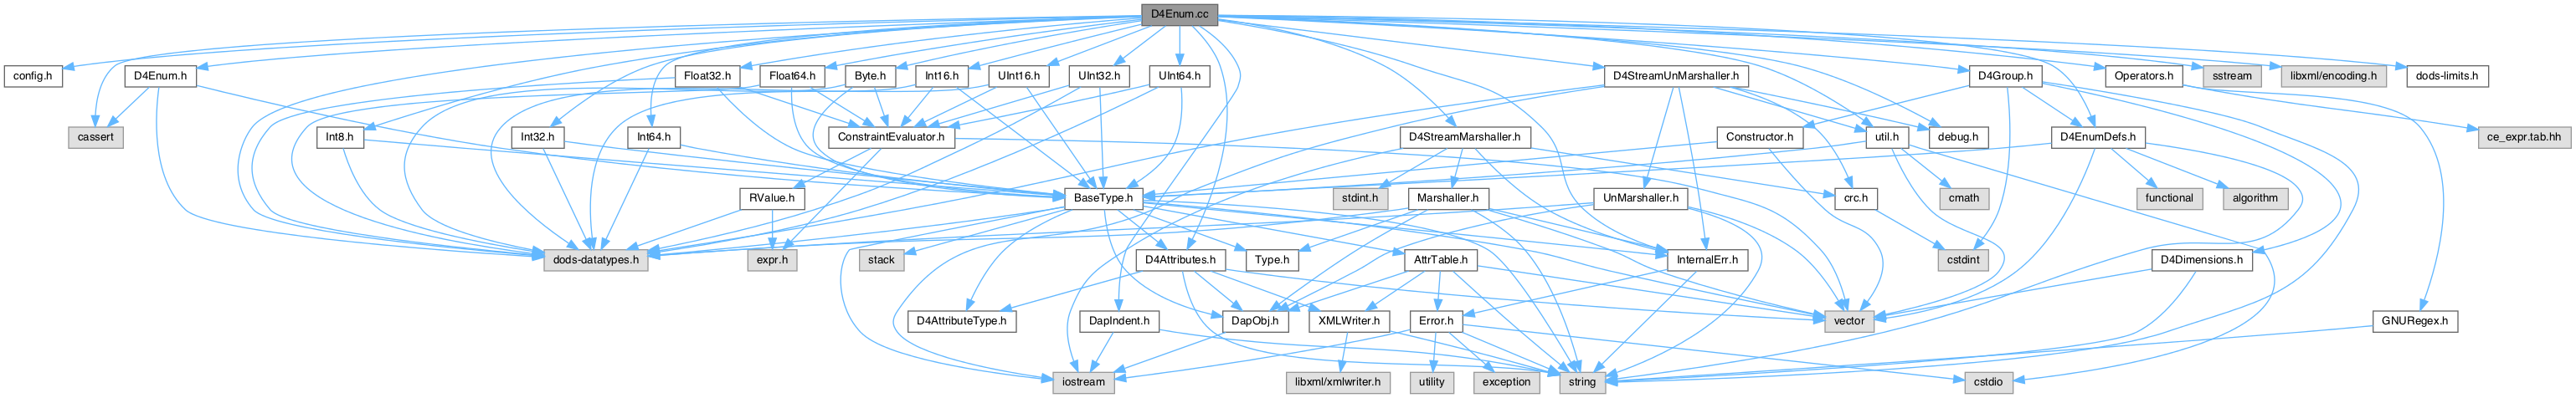 D4Enum.cc
config.h
D4Enum.h
Float32.h
Float64.h
Byte.h
Int16.h
UInt16.h
UInt32.h
UInt64.h
D4StreamUnMarshaller.h
D4Group.h
Operators.h
sstream
libxml/encoding.h
dods-limits.h
cassert
Int8.h
Int32.h
Int64.h
ConstraintEvaluator.h
D4StreamMarshaller.h
Constructor.h
util.h
debug.h
D4EnumDefs.h
ce_expr.tab.hh
RValue.h
BaseType.h
stdint.h
Marshaller.h
UnMarshaller.h
crc.h
cmath
functional
algorithm
dods-datatypes.h
expr.h
stack
D4Attributes.h
Type.h
AttrTable.h
InternalErr.h
cstdint
D4Dimensions.h
D4AttributeType.h
DapIndent.h
DapObj.h
XMLWriter.h
Error.h
vector
GNURegex.h
iostream
libxml/xmlwriter.h
utility
exception
string
cstdio